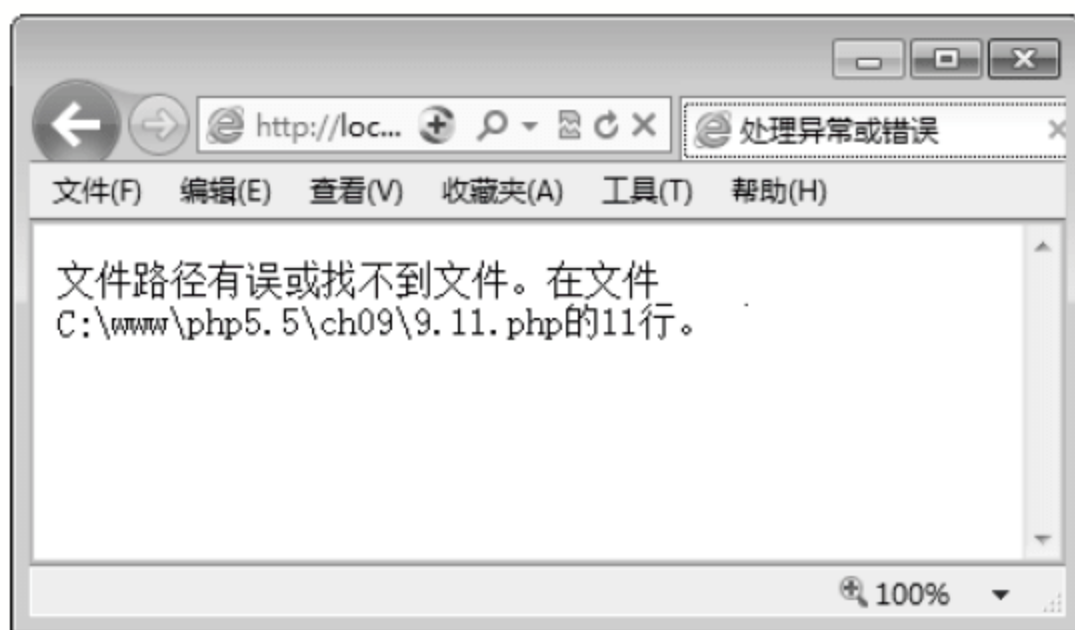 http://loc...
处理异常或错误
文件(F) 编辑(E) 查看(V) 收藏夹(A) 工具(T) 帮助(H)
文件路径有误或找不到文件。在文件
C:\www\php5.5\ch09\9.11.php的11行。
100%